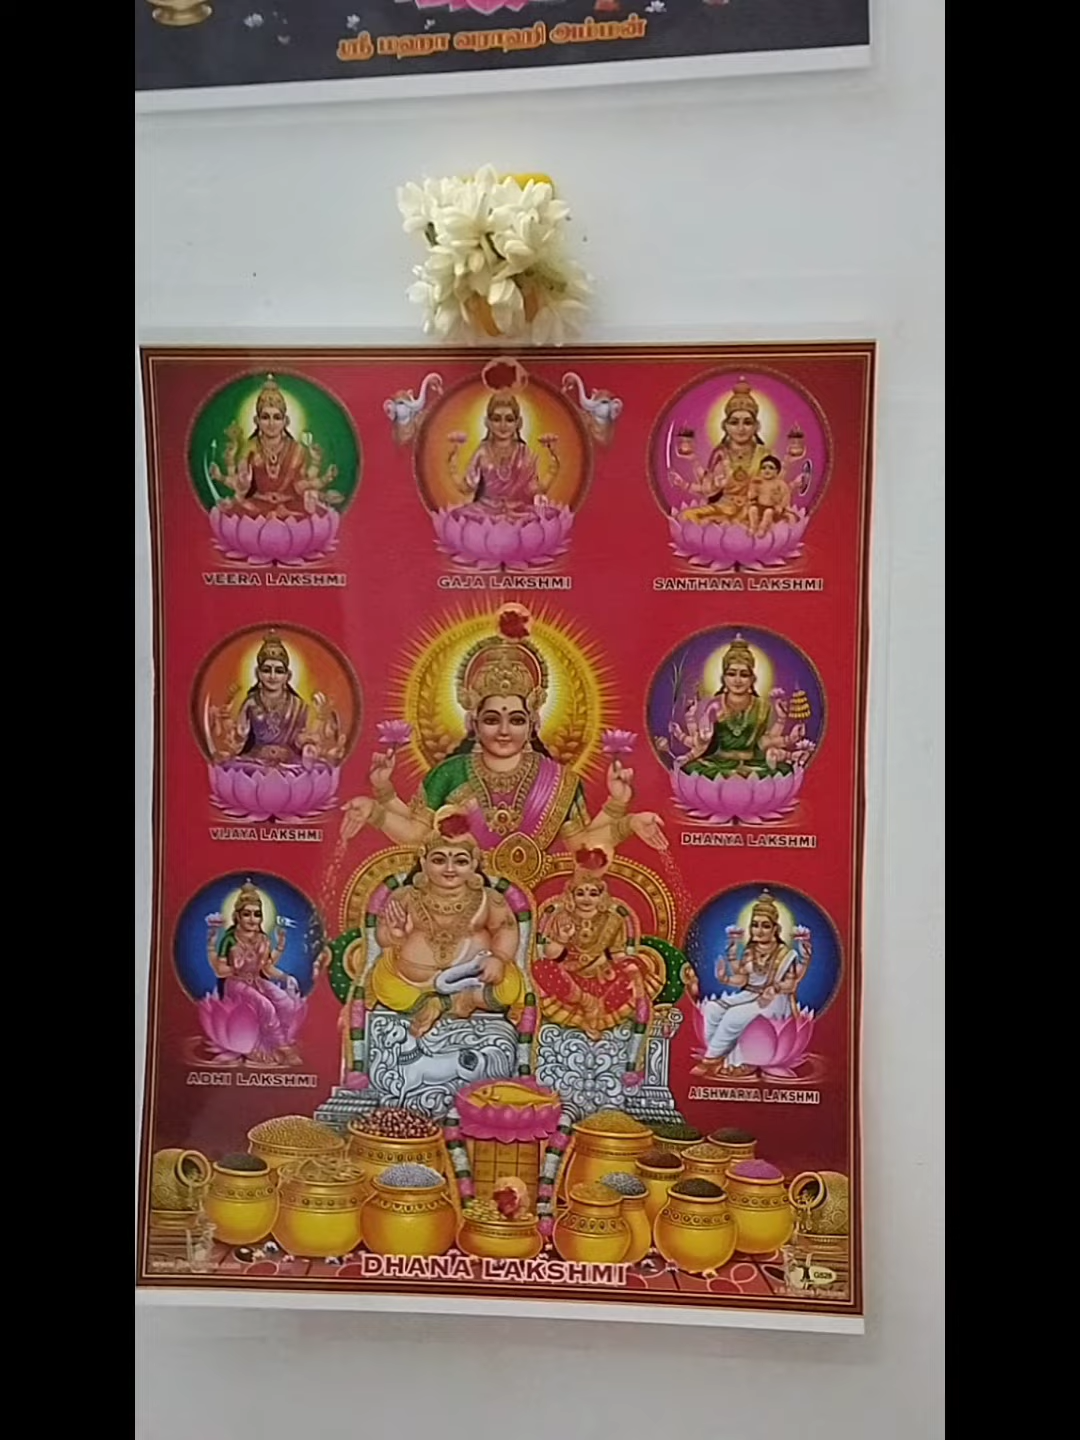 ஸ்ரீ மஹா வராஹி அம்மன்
VEERA LAKSHMI
GAJA LAKSHMI
SANTHANA LAKSHMI
VIJAYA LAKSHMI
DHANYA LAKSHMI
ADHI LAKSHMI
AISHWARYA LAKSHMI
DHANA LAKSHMI
G528